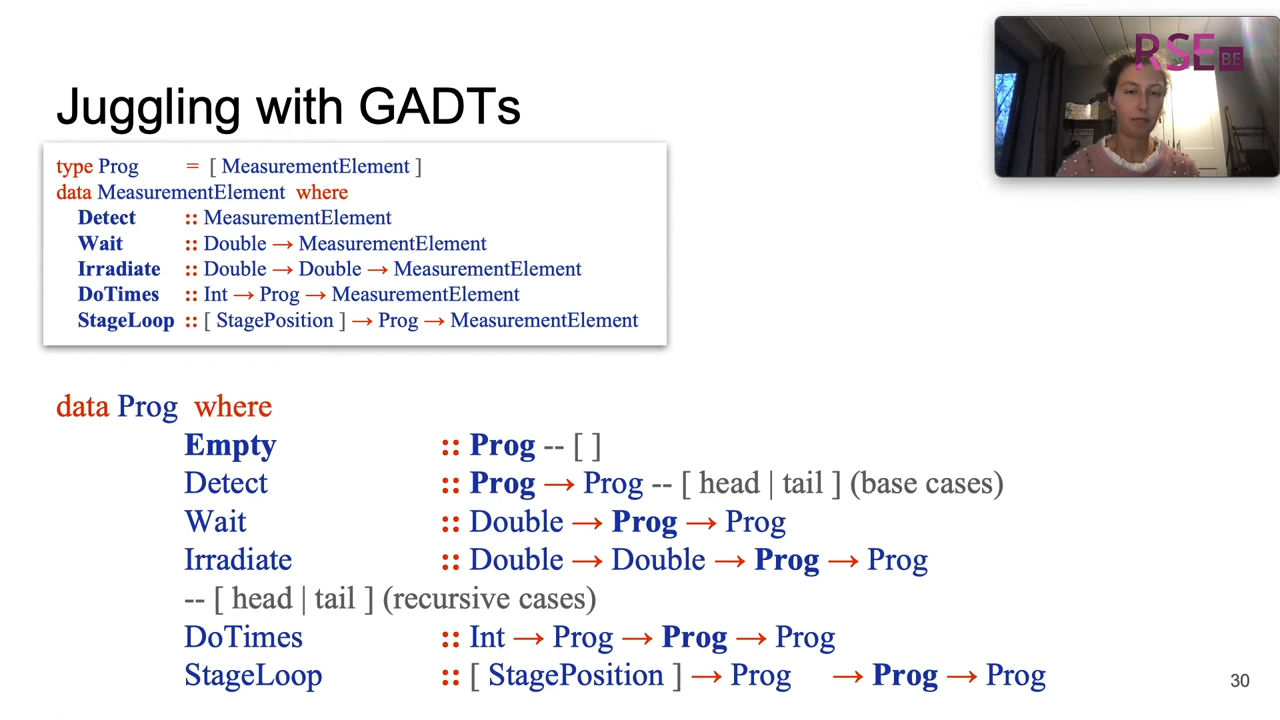 RSE BE
Juggling with GADTs
type Prog = [ MeasurementElement ]
data MeasurementElement where
Detect :: MeasurementElement
Wait :: Double → MeasurementElement
Irradiate :: Double → Double → MeasurementElement
DoTimes :: Int → Prog → MeasurementElement
StageLoop :: [ StagePosition ] → Prog → MeasurementElement
data Prog where
Empty :: Prog -- [ ]
Detect :: Prog → Prog -- [ head | tail ] (base cases)
Wait :: Double → Prog → Prog
Irradiate :: Double → Double → Prog → Prog
-- [ head | tail ] (recursive cases)
DoTimes :: Int → Prog → Prog → Prog
StageLoop :: [ StagePosition ] → Prog → Prog → Prog
30